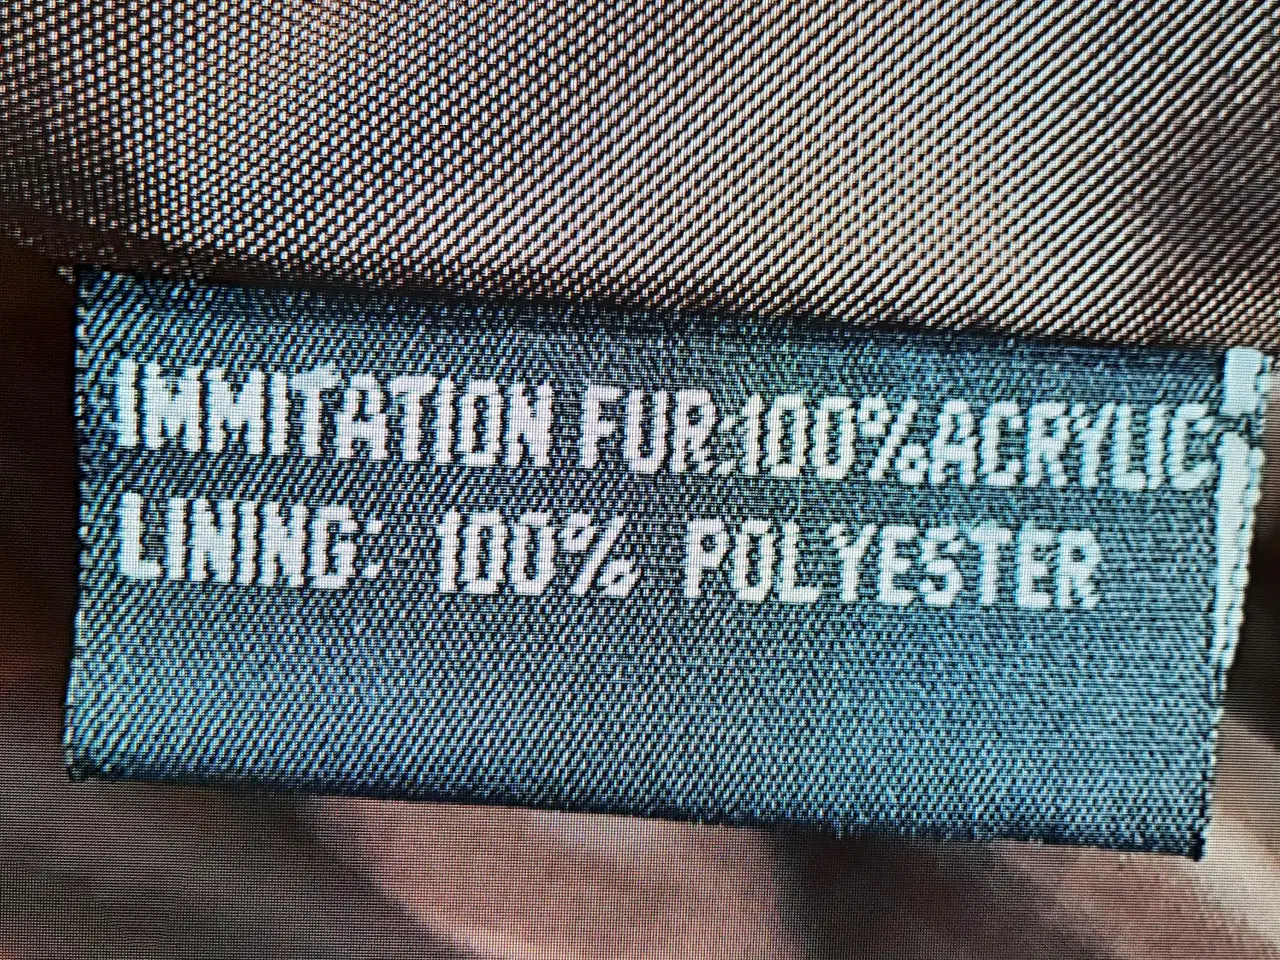 IMMITATION FUR:100%ACRYLIC
LINING: 100% POLYESTER